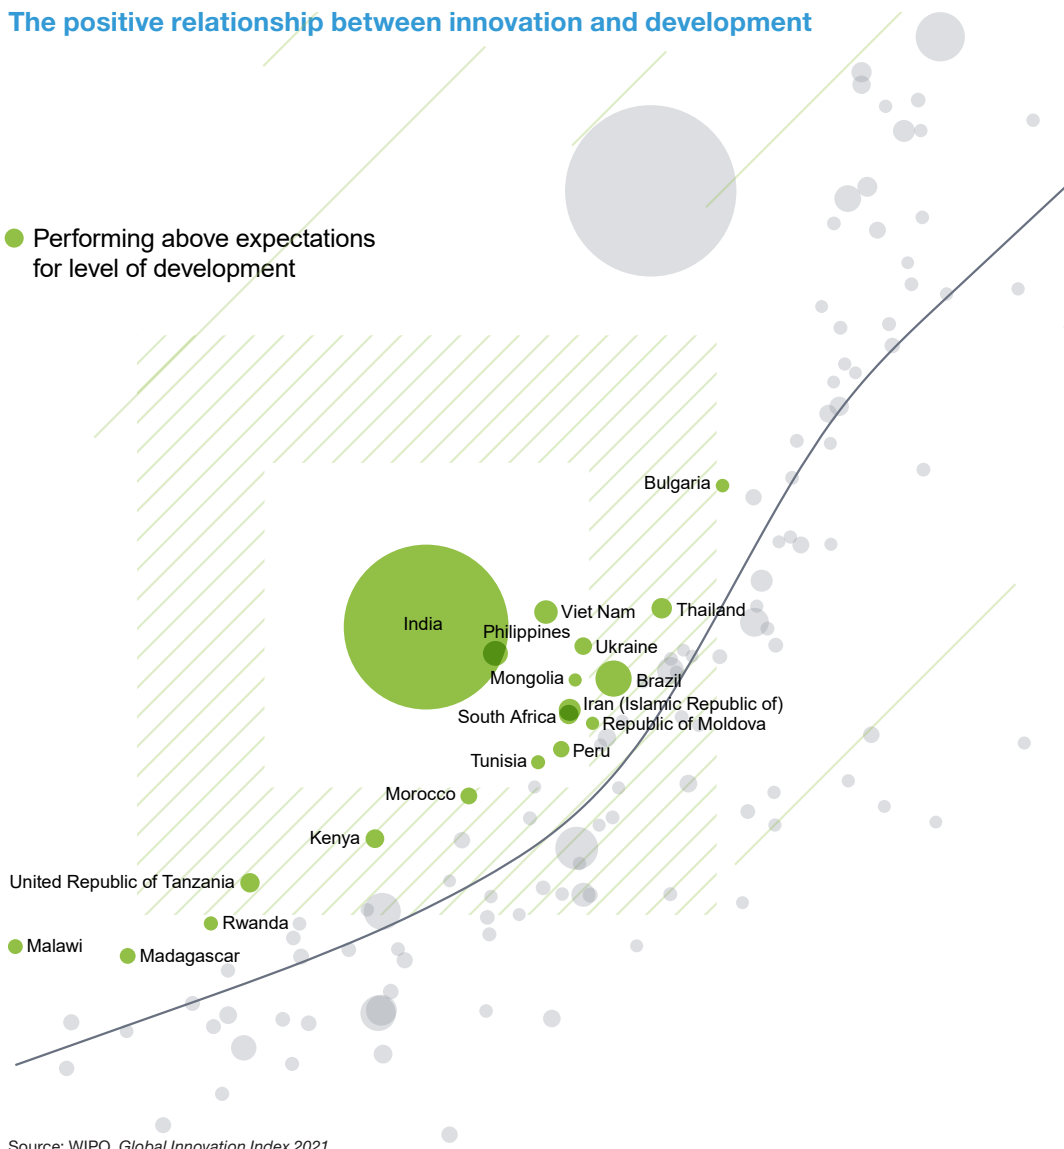 The positive relationship between innovation and development
Performing above expectations
for level of development
Bulgaria
India
Viet Nam
Thailand
Philippines
Ukraine
Mongolia
Brazil
Iran (Islamic Republic of)
South Africa
Republic of Moldova
Peru
Tunisia
Morocco
Kenya
United Republic of Tanzania
Rwanda
Malawi
Madagascar
Source: WIPO, Global Innovation Index 2021